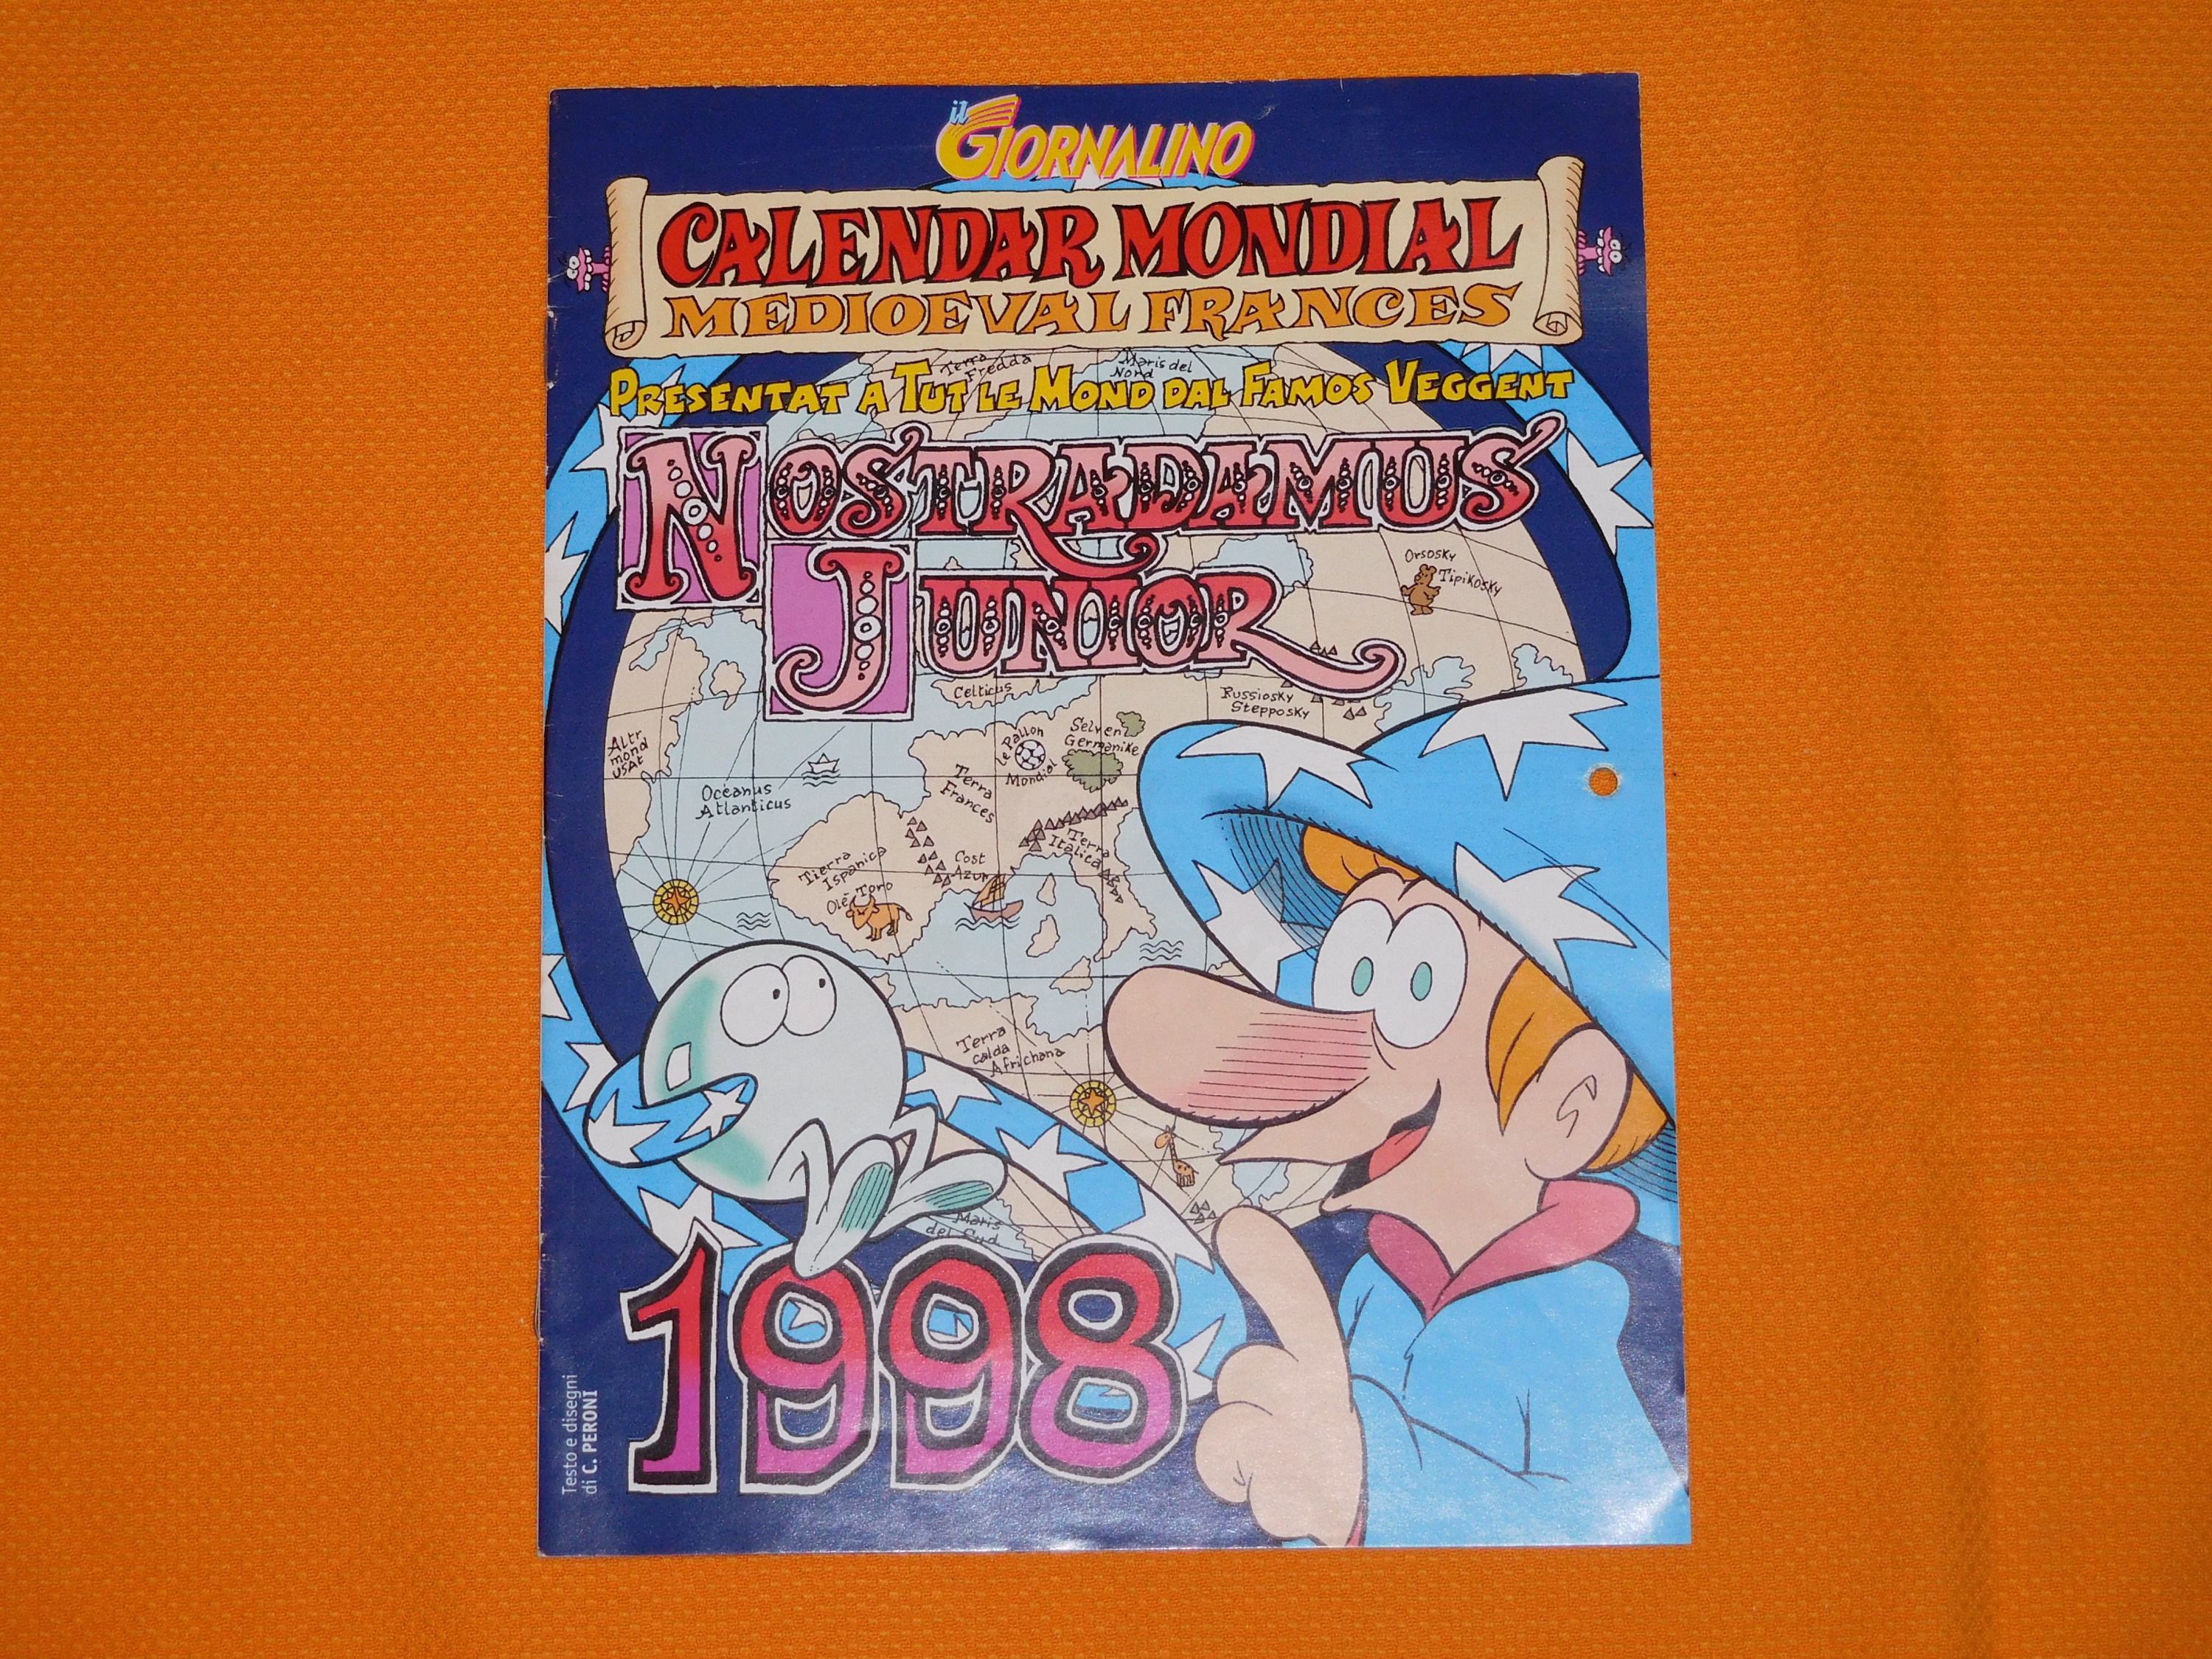 il GIORNALINO
CALENDAR MONDIAL
MEDIOEVAL FRANCES
Terra Fredda
Maris del Nord
PRESENTAT A TUT LE MOND DAL FAMOS VEGGENT
NOSTRADAMUS
JUNIOR
Orsosky
Tipikosky
Celticus
Russiosky
Stepposky
Altr
mond
USAt
Le Pallon
Mondial
Selven
Germanike
Terra
Frances
Océanus
Atlanticus
Terra
Italica
Tierra
Ispanica
Cost
Azur
Olé Toro
Terra
calda
Africhana
Maris
del Sud
1998
Testo e disegni
di C. PERONI